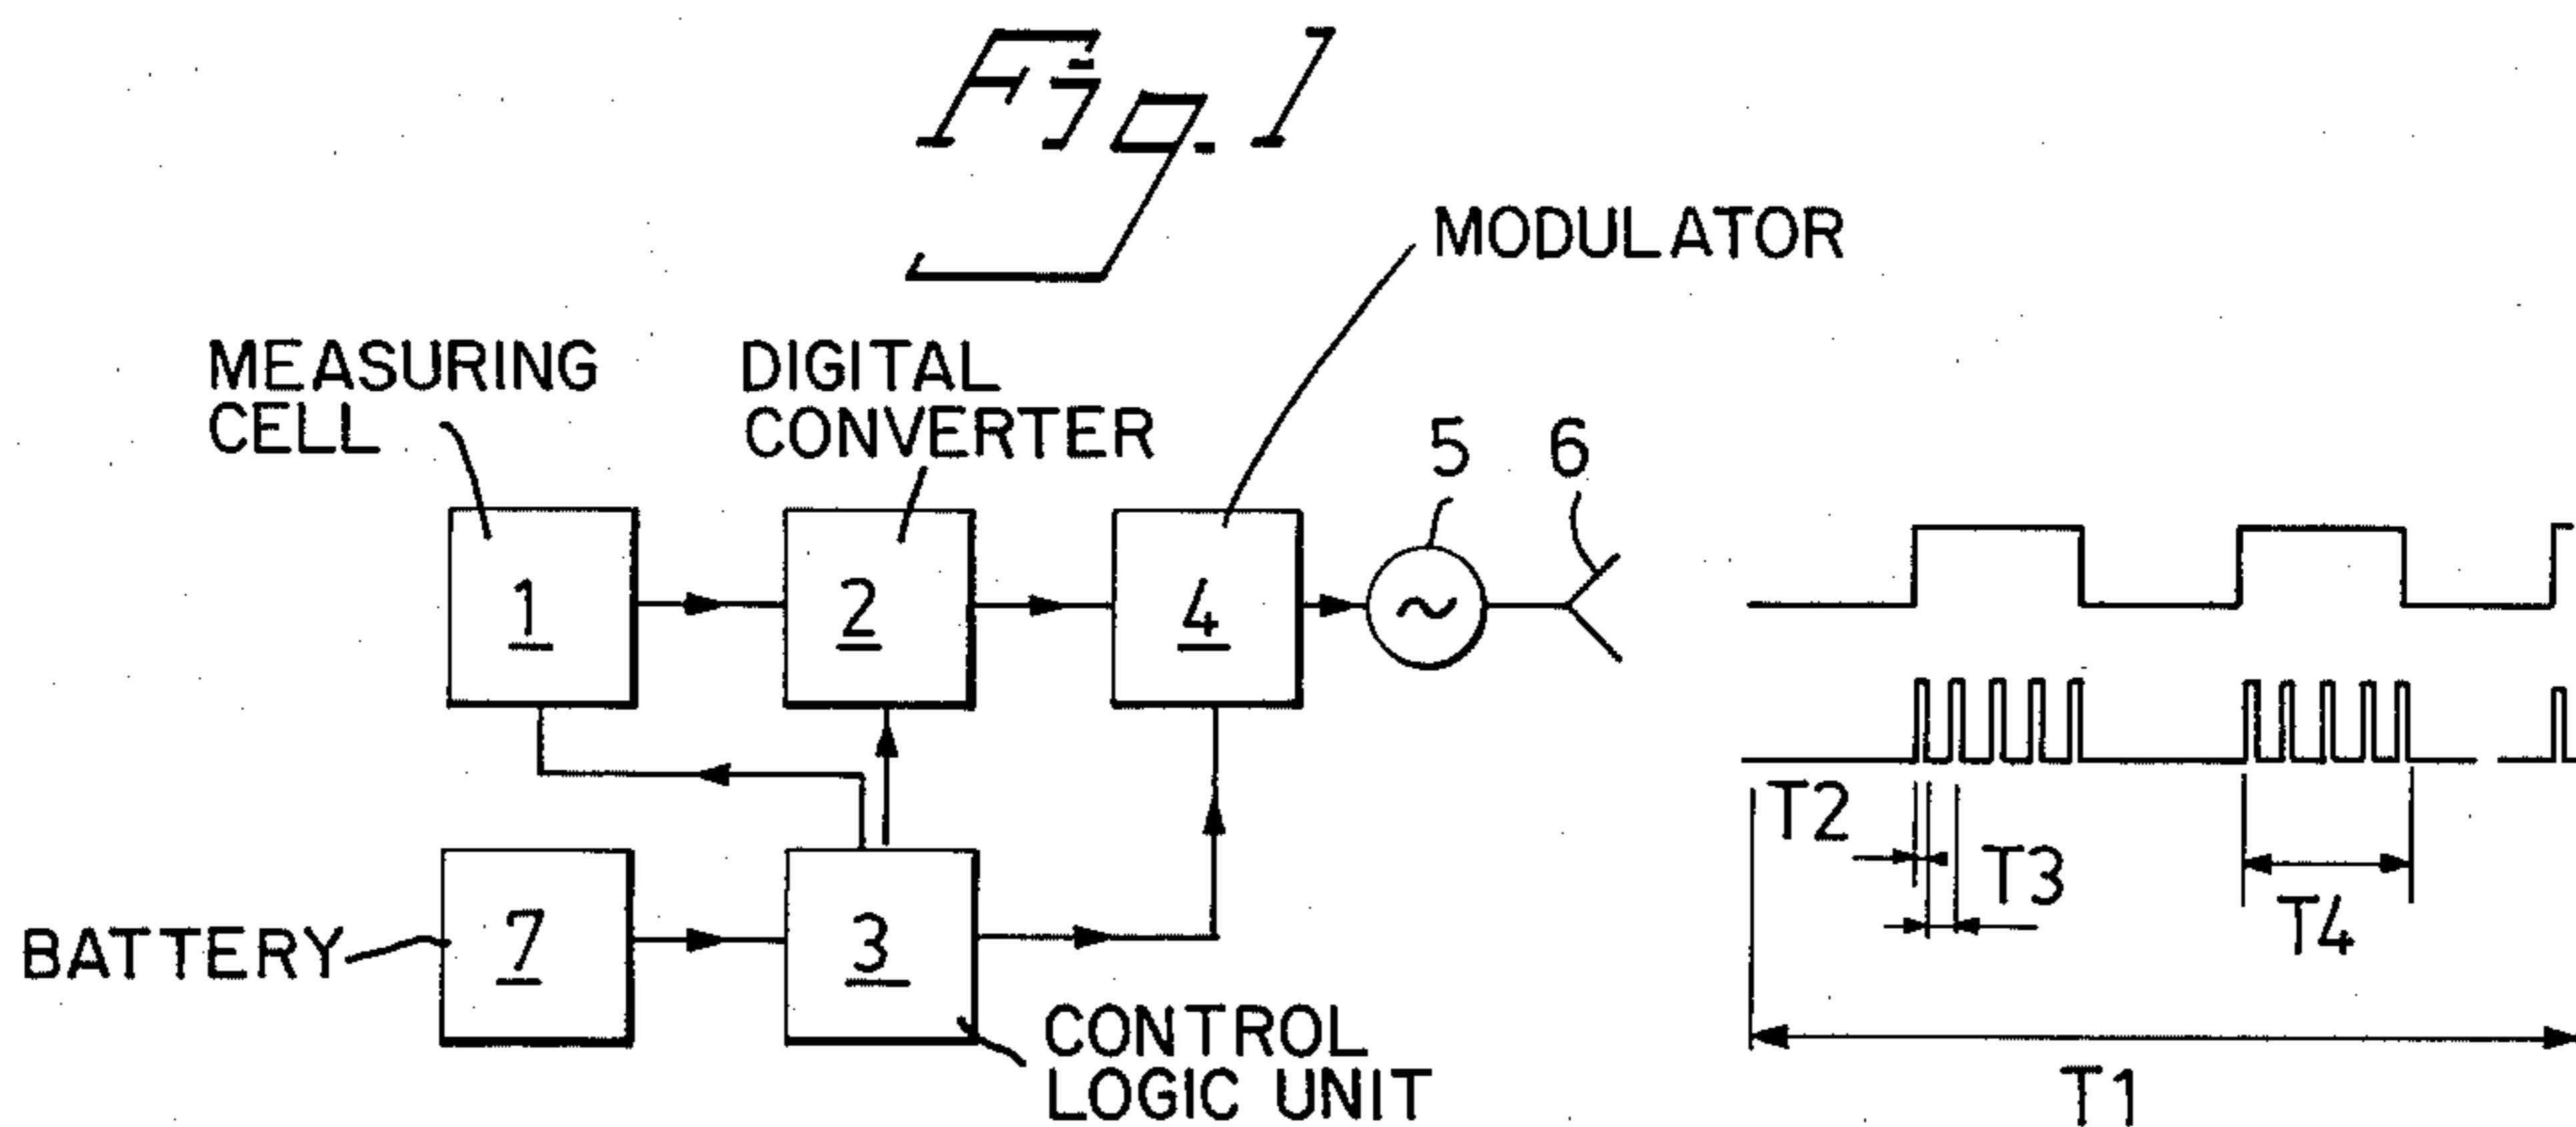 Fig. 1
MODULATOR
MEASURING
CELL
DIGITAL
CONVERTER
5
6
1
2
4
T2
T3
T4
BATTERY
7
3
CONTROL
LOGIC UNIT
T1